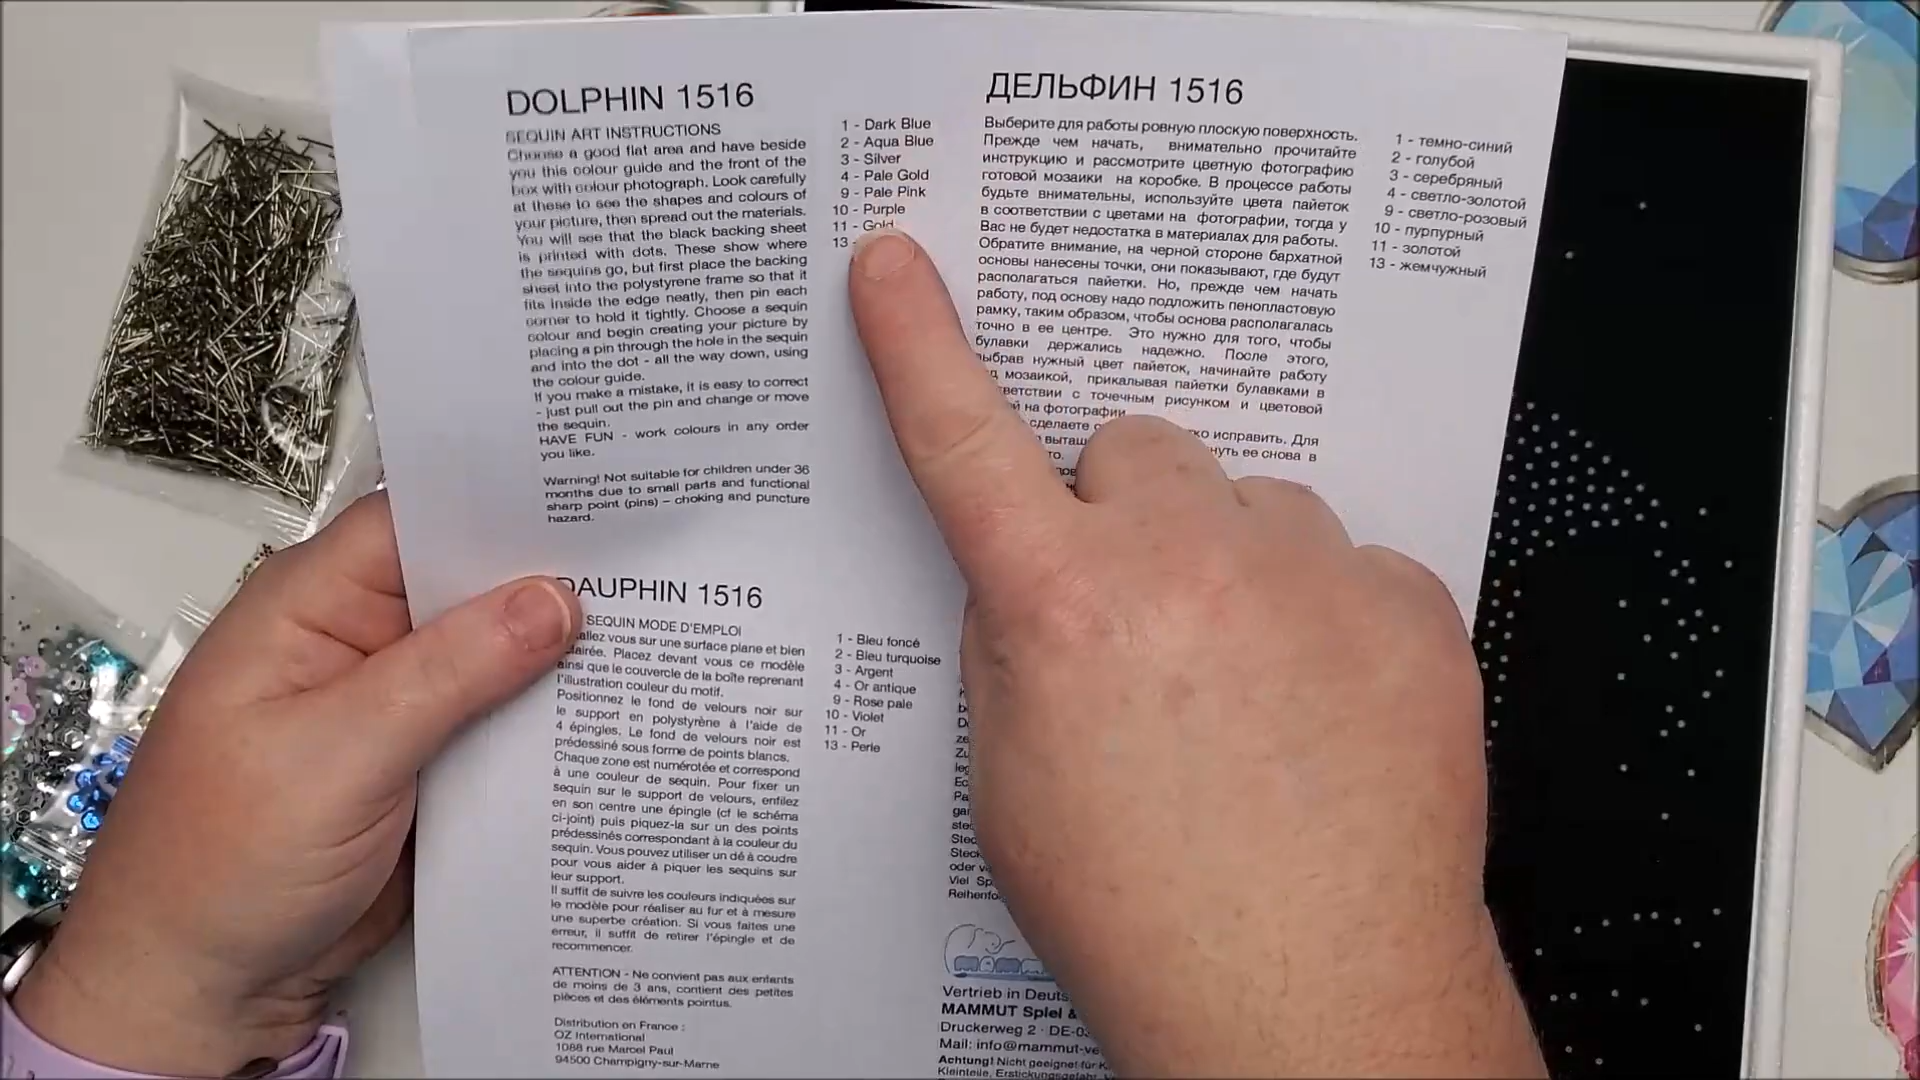 DOLPHIN 1516
SEQUIN ART INSTRUCTIONS
Choose a good flat area and have beside
you this colour guide and the front of the
box with colour photograph. Look carefully
at these to see the shapes and colours of
your picture, then spread out the materials.
You will see that the black backing sheet
is printed with dots. These show where
the sequins go, but first place the backing
sheet into the polystyrene frame so that it
fits inside the edge neatly, then pin each
corner to hold it tightly. Choose a sequin
colour and begin creating your picture by
placing a pin through the hole in the sequin
and into the dot - all the way down, using
the colour guide.
If you make a mistake, it is easy to correct
- just pull out the pin and change or move
the sequin.
HAVE FUN - work colours in any order
you like.
Warning! Not suitable for children under 36
months due to small parts and functional
sharp point (pins) – choking and puncture
hazard.
1 - Dark Blue
2 - Aqua Blue
3 - Silver
4 - Pale Gold
9 - Pale Pink
10 - Purple
11 - Gold
13 -
ДЕЛЬФИН 1516
Выберите для работы ровную плоскую поверхность.
Прежде чем начать, внимательно прочитайте
инструкцию и рассмотрите цветную фотографию
готовой мозаики на коробке. В процессе работы
будьте внимательны, используйте цвета пайеток
в соответствии с цветами на фотографии, тогда у
Вас не будет недостатка в материалах для работы.
Обратите внимание, на черной стороне бархатной
основы нанесены точки, они показывают, где будут
располагаться пайетки. Но, прежде чем начать
работу, под основу надо подложить пенопластовую
рамку, таким образом, чтобы основа располагалась
точно в ее центре. Это нужно для того, чтобы
булавки держались надежно. После этого,
выбрав нужный цвет пайеток, начинайте работу
мозаикой, прикалывая пайетки булавками в
ответствии с точечным рисунком и цветовой
на фотографии
сделаете исправить. Для
нуть ее снова в
1 - темно-синий
2 - голубой
3 - серебряный
4 - светло-золотой
9 - светло-розовый
10 - пурпурный
11 - золотой
13 - жемчужный
DAUPHIN 1516
SEQUIN MODE D'EMPLOI
allez vous sur une surface plane et bien
clairée. Placez devant vous ce modèle
ainsi que le couvercle de la boîte reprenant
l'illustration couleur du motif.
Positionnez le fond de velours noir sur
le support en polystyrène à l'aide de
4 épingles. Le fond de velours noir est
prédessiné sous forme de points blancs.
Chaque zone est numérotée et correspond
à une couleur de sequin. Pour fixer un
sequin sur le support de velours, enfilez
en son centre une épingle (cf le schéma
ci-joint) puis piquez-la sur un des points
prédessinés correspondant à la couleur du
sequin. Vous pouvez utiliser un dé à coudre
pour vous aider à piquer les sequins sur
leur support.
Il suffit de suivre les couleurs indiquées sur
le modèle pour réaliser au fur et à mesure
une superbe création. Si vous faites une
erreur, il suffit de retirer l'épingle et de
recommencer.
ATTENTION - Ne convient pas aux enfants
de moins de 3 ans, contient des petites
pièces et des éléments pointus.
Distribution en France :
OZ International
1088 rue Marcel Paul
94500 Champigny-sur-Marne
1 - Bleu foncé
2 - Bleu turquoise
3 - Argent
4 - Or antique
9 - Rose pale
10 - Violet
11 - Or
13 - Perle
oder
Viel Sp
Reihenfo
Vertrieb in Deuts
MAMMUT Spiel &
Druckerweg 2 · DE-03
Mail: info@mammut-ve
Achtung! Nicht geeignet für K
Kleinteile. Erstickungsgefahr.